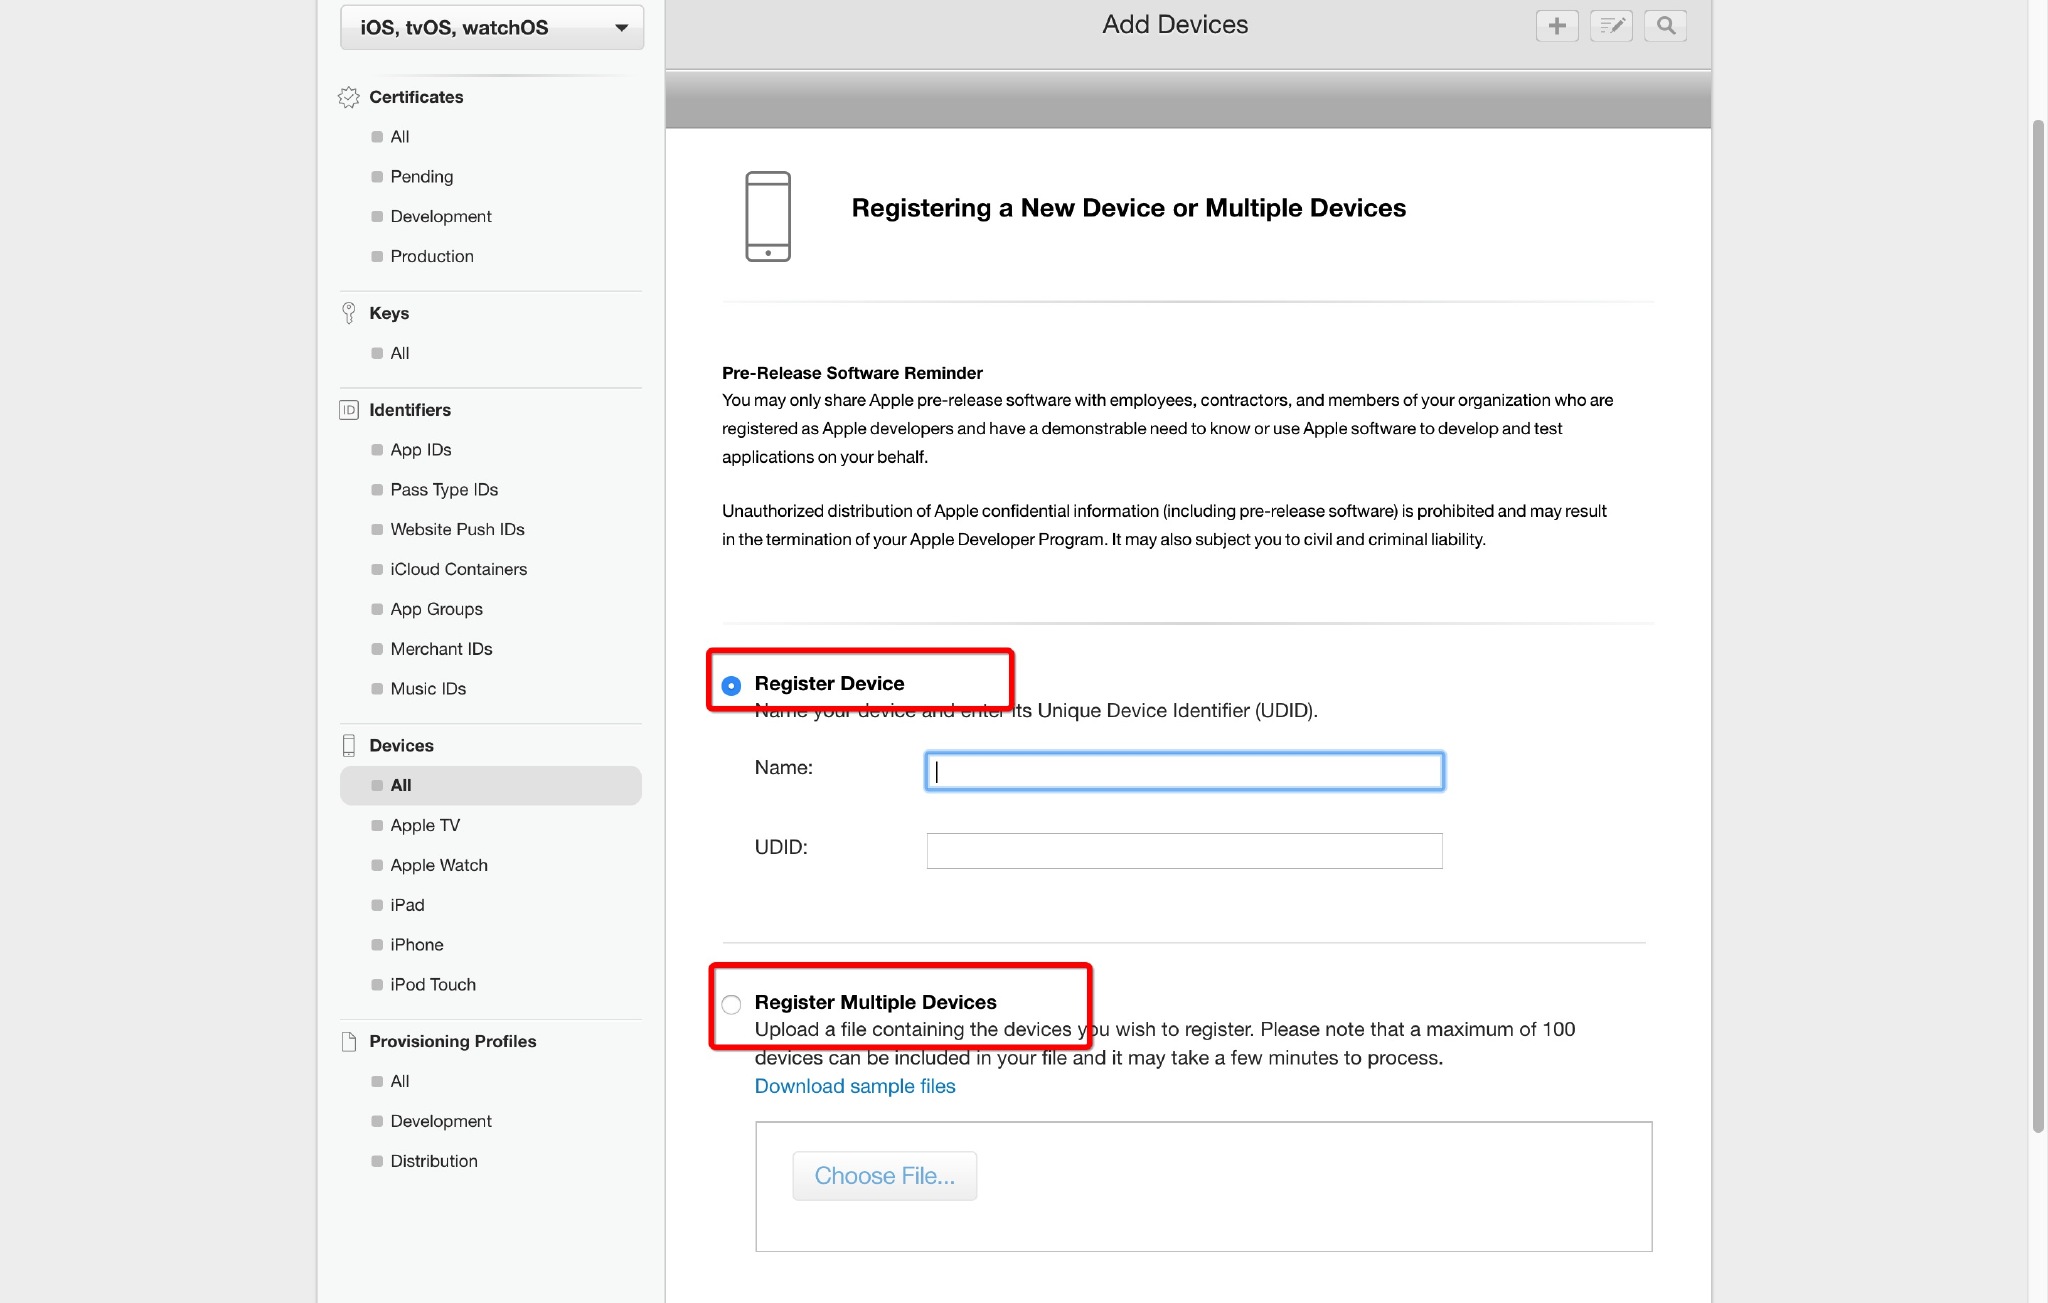 iOS, tvOS, watchOS
Certificates
All
Pending
Development
Production
Keys
All
ID
Identifiers
App IDs
Pass Type IDs
Website Push IDs
iCloud Containers
App Groups
Merchant IDs
Music IDs
Devices
All
Apple TV
Apple Watch
iPad
iPhone
iPod Touch
Provisioning Profiles
All
Development
Distribution
Add Devices
Registering a New Device or Multiple Devices
Pre-Release Software Reminder
You may only share Apple pre-release software with employees, contractors, and members of your organization who are
registered as Apple developers and have a demonstrable need to know or use Apple software to develop and test
applications on your behalf.
Unauthorized distribution of Apple confidential information (including pre-release software) is prohibited and may result
in the termination of your Apple Developer Program. It may also subject you to civil and criminal liability.
Register Device
Name your device and enter its Unique Device Identifier (UDID).
Name:
UDID:
Register Multiple Devices
Upload a file containing the devices you wish to register. Please note that a maximum of 100
devices can be included in your file and it may take a few minutes to process.
Download sample files
Choose File...